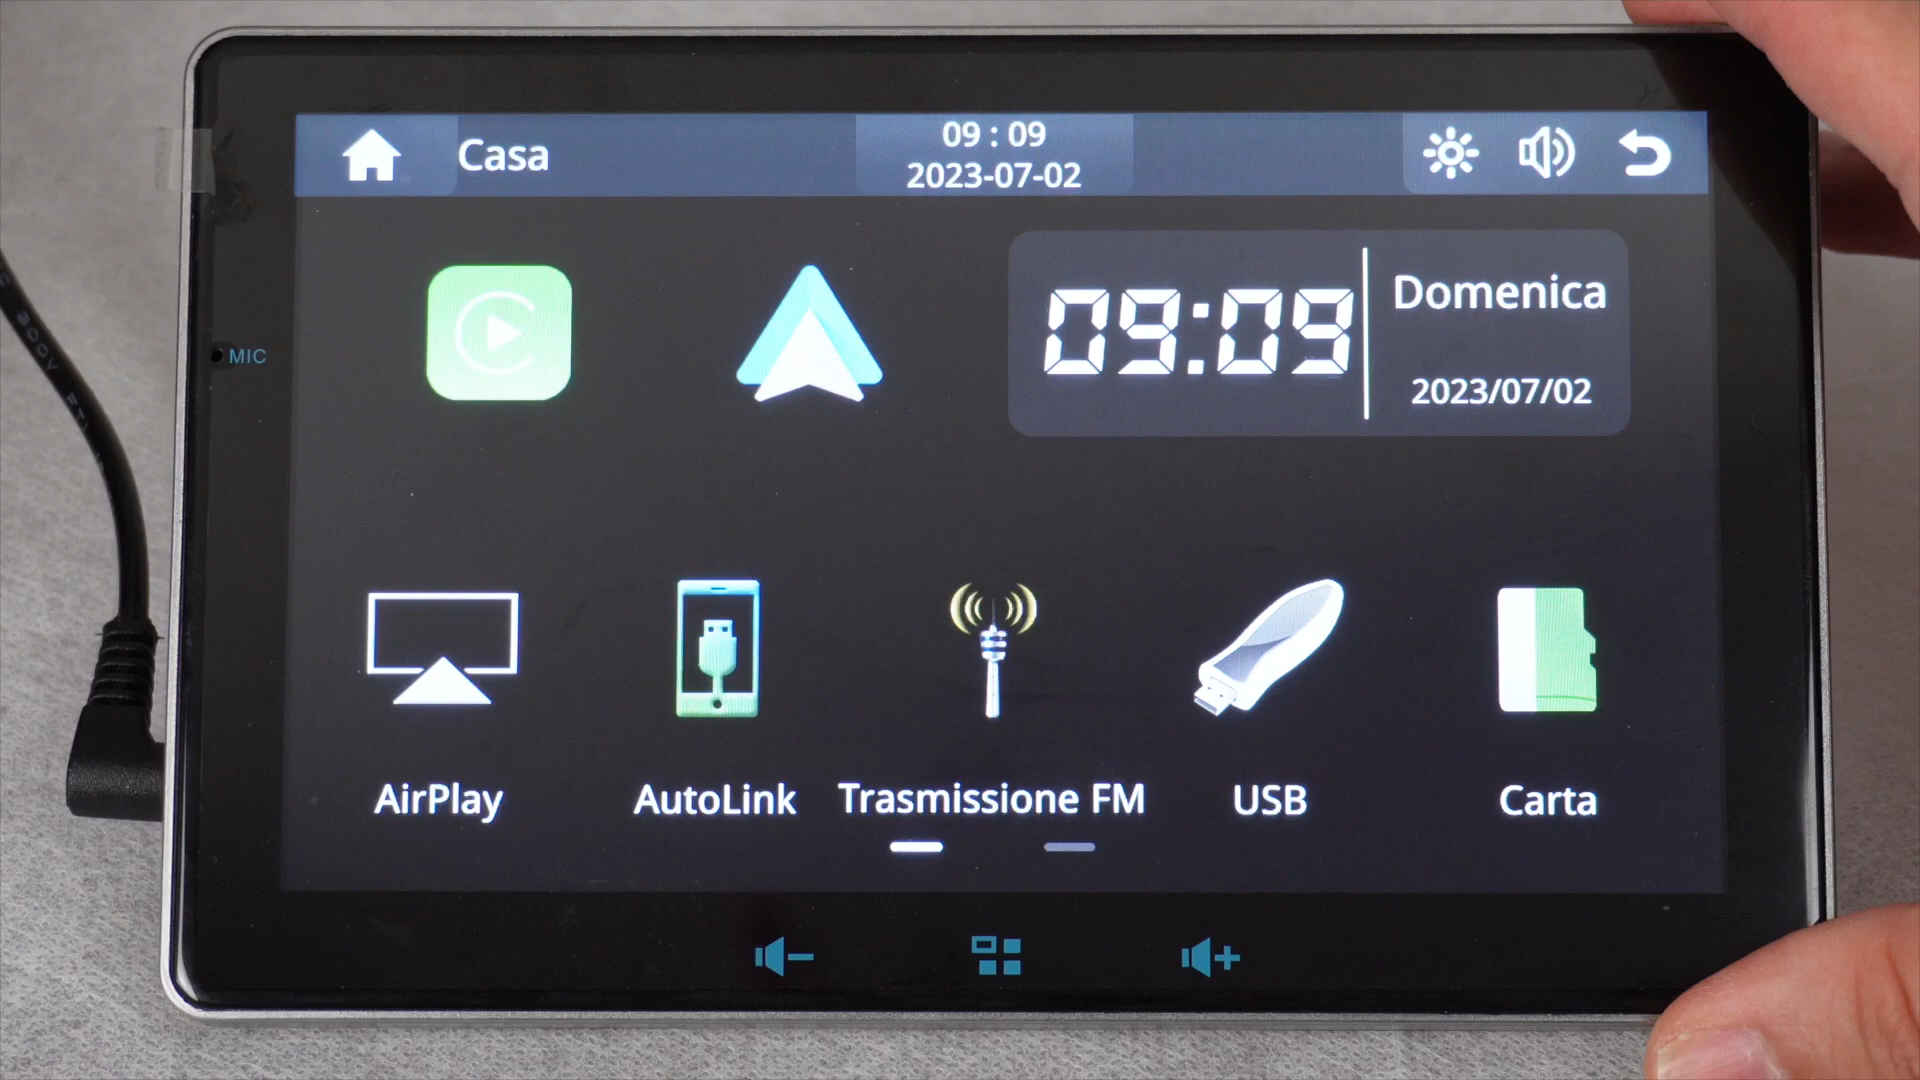 Casa
09 : 09
2023-07-02
09:09
Domenica
2023/07/02
MIC
AirPlay
AutoLink
Trasmissione FM
USB
Carta
300V